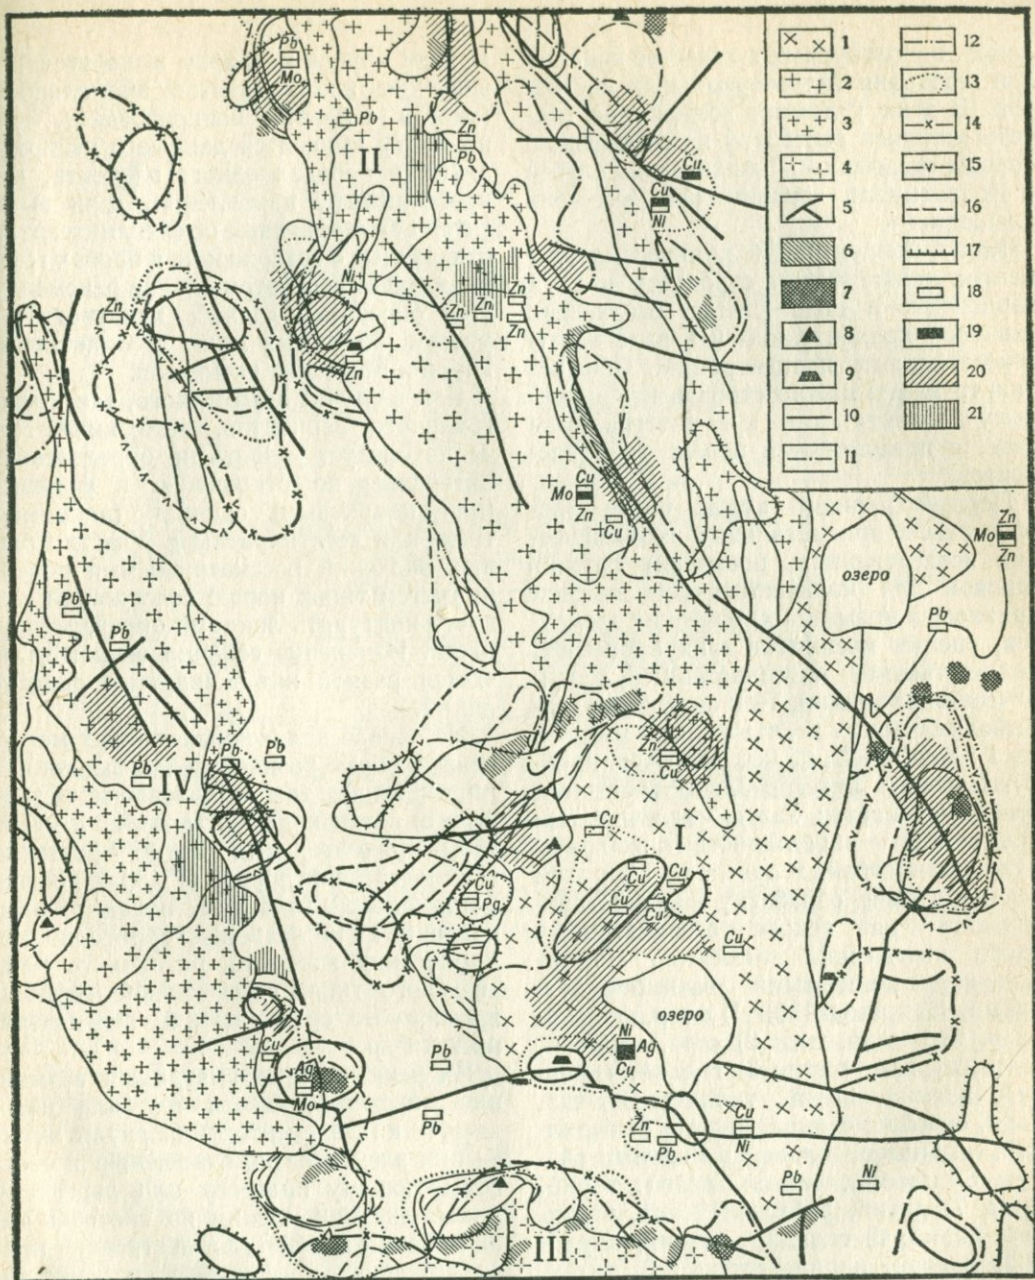 Pb
Mo
Pb
II
Zn
Pb
Cu
Cu
Ni
Ni
Zn
Zn
Zn
Zn
Zn
Zn
1 12
2 13
3 14
4 15
5 16
6 17
7 18
8 19
9 20
10 21
11
Cu
Mo
Zn
Cu
Zn
Mo
Zn
озеро
Pb
Pb
Pb
Pb
Pb
Pb
IV
Zn
Cu
Cu
I
Cu
Pg
Cu
Cu
Cu
Cu
Cu
озеро
Ni
Ag
Cu
Cu
Pb
Ag
Mo
Pb
Zn
Pb
Cu
Ni
Pb
Ni
III